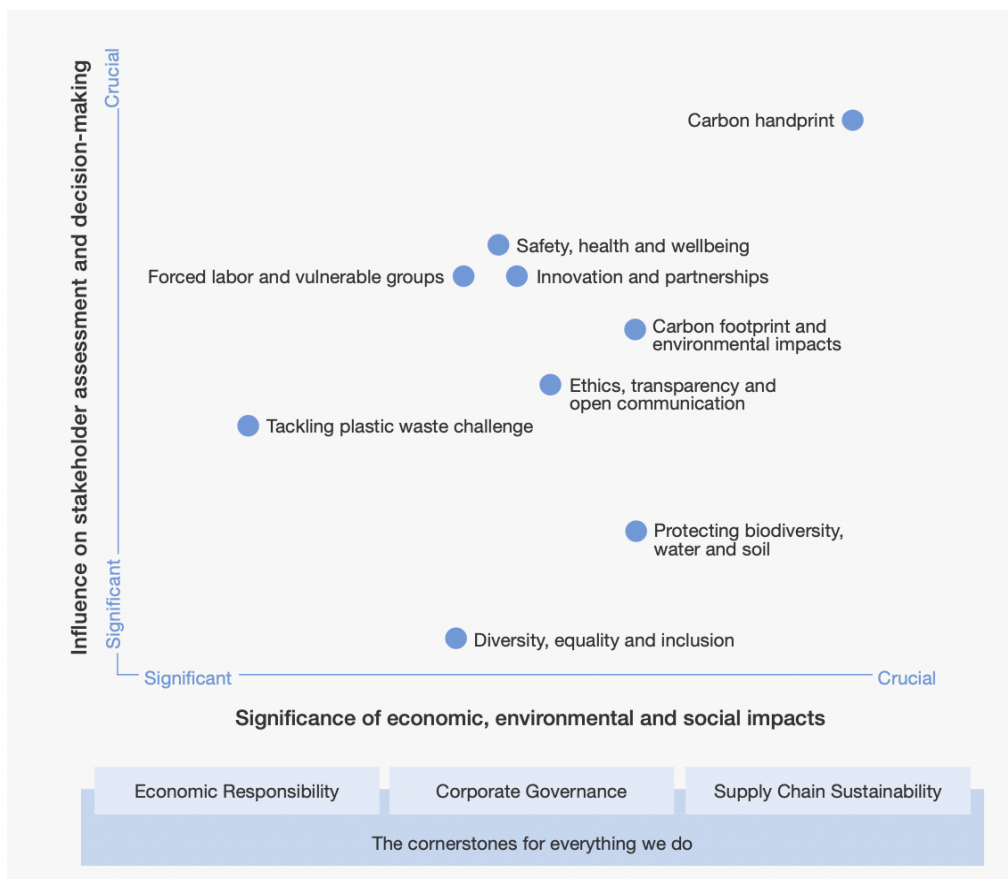 Influence on stakeholder assessment and decision-making
Crucial
Significant
Carbon handprint
Safety, health and wellbeing
Forced labor and vulnerable groups
Innovation and partnerships
Carbon footprint and
environmental impacts
Ethics, transparency and
open communication
Tackling plastic waste challenge
Protecting biodiversity,
water and soil
Diversity, equality and inclusion
Significant
Crucial
Significance of economic, environmental and social impacts
Economic Responsibility
Corporate Governance
Supply Chain Sustainability
The cornerstones for everything we do